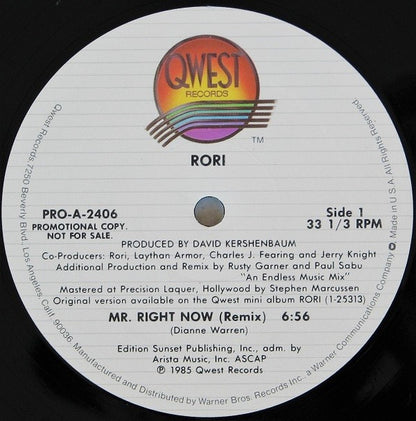 QWEST
RECORDS
TM
RORI
PRO-A-2406
PROMOTIONAL COPY.
NOT FOR SALE.
Side 1
33 1/3 RPM
PRODUCED BY DAVID KERSHENBAUM
Co-Producers: Rori, Laythan Armor, Charles J. Fearing and Jerry Knight
Additional Production and Remix by Rusty Garner and Paul Sabu
"An Endless Music Mix"
Mastered at Precision Laquer, Hollywood by Stephen Marcussen
Original version available on the Qwest mini album RORI (1-25313)
MR. RIGHT NOW (Remix) 6:56
(Dianne Warren)
Edition Sunset Publishing, Inc., adm. by
Arista Music, Inc. ASCAP
℗ 1985 Qwest Records
Qwest Records: 7250 Beverly Blvd. Los Angeles, Calif. 90036. Manufactured and Distributed by Warner Bros. Records Inc., a Warner Communications Company Made in U.S.A. All Rights Reserved.